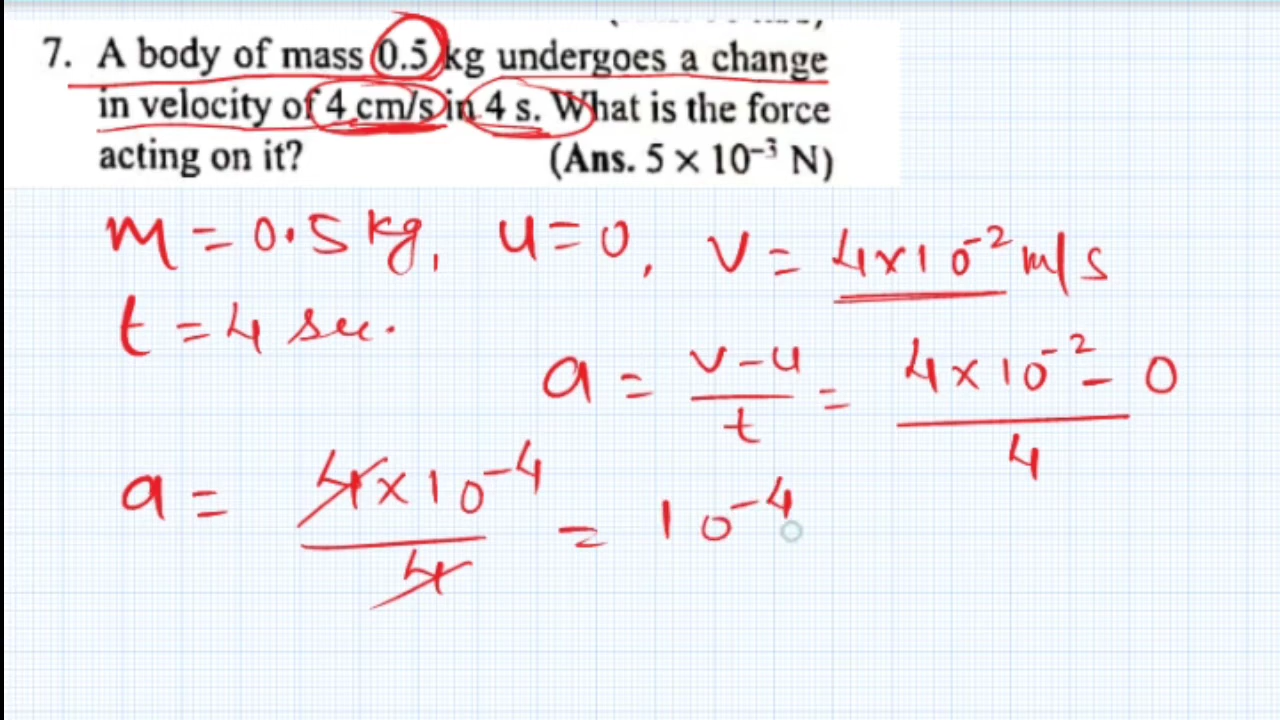 7. A body of mass 0.5 kg undergoes a change
in velocity of 4 cm/s in 4 s. What is the force
acting on it? (Ans. 5 × 10⁻³ N)
m = 0.5 kg, u = 0, v = 4×10⁻² m/s
t = 4 sec.
a = v-u / t = 4×10⁻² - 0 / 4
a = 4×10⁻⁴ / 4 = 10⁻⁴